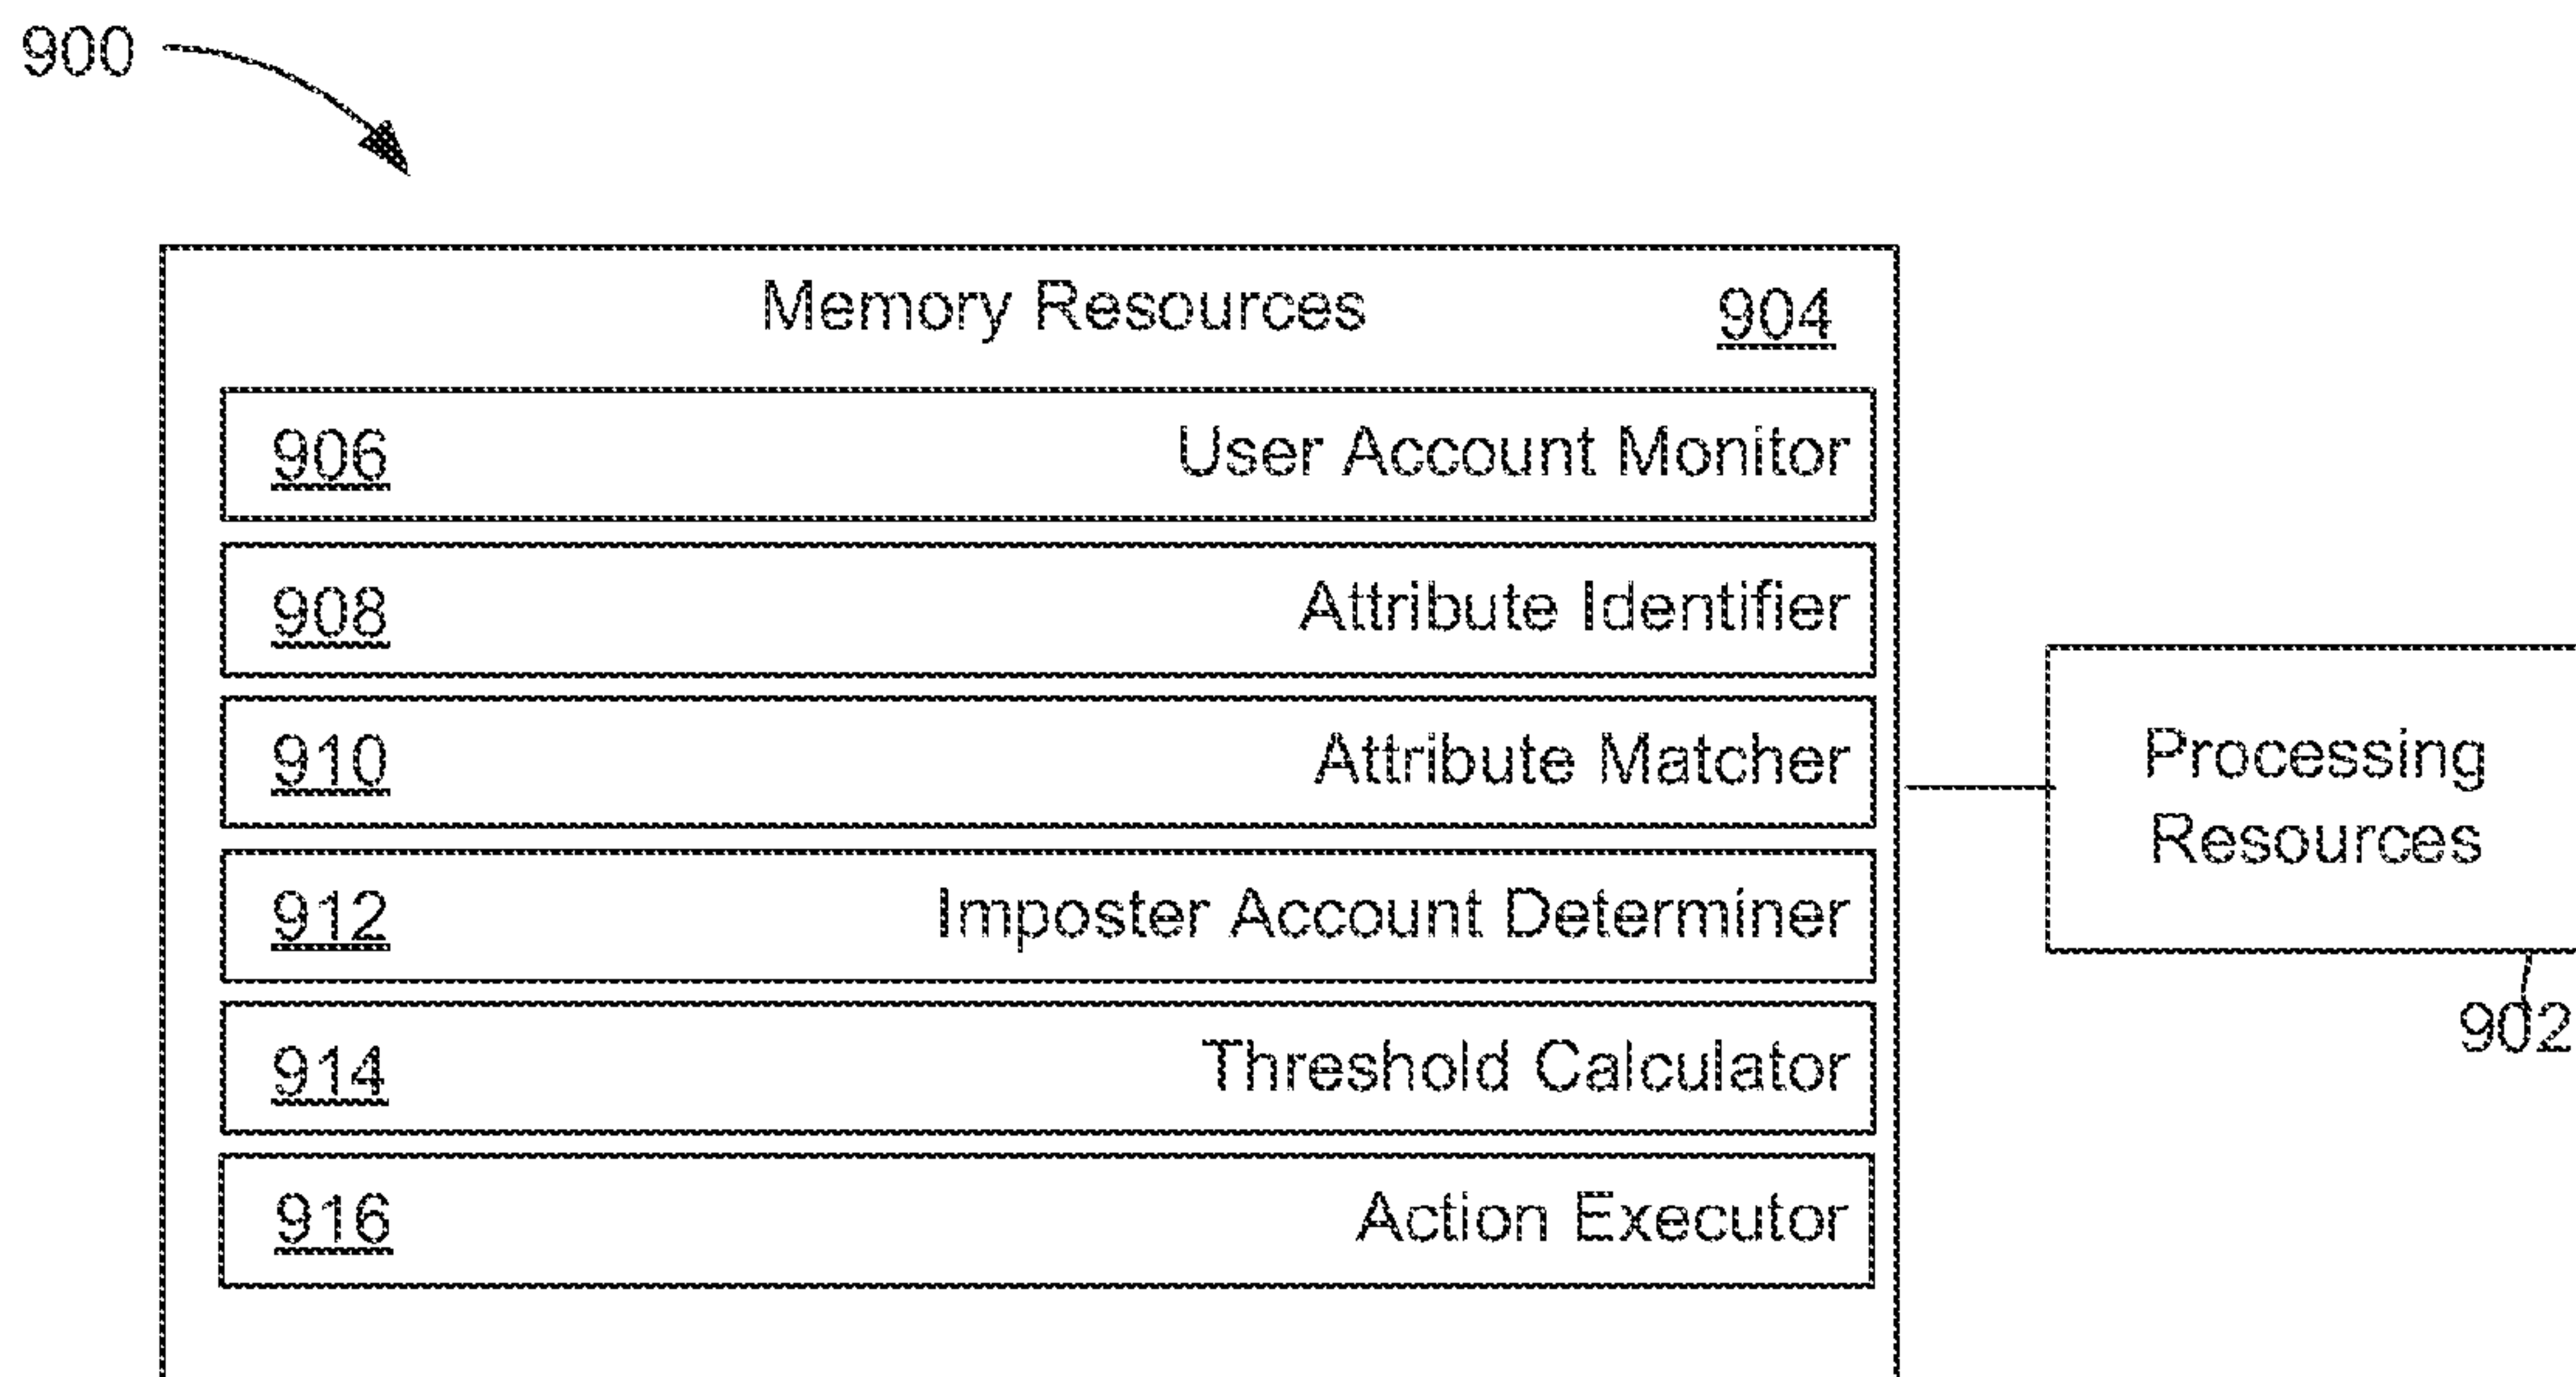 900
Memory Resources 904
906 User Account Monitor
908 Attribute Identifier
910 Attribute Matcher
912 Imposter Account Determiner
914 Threshold Calculator
916 Action Executor
Processing
Resources
902